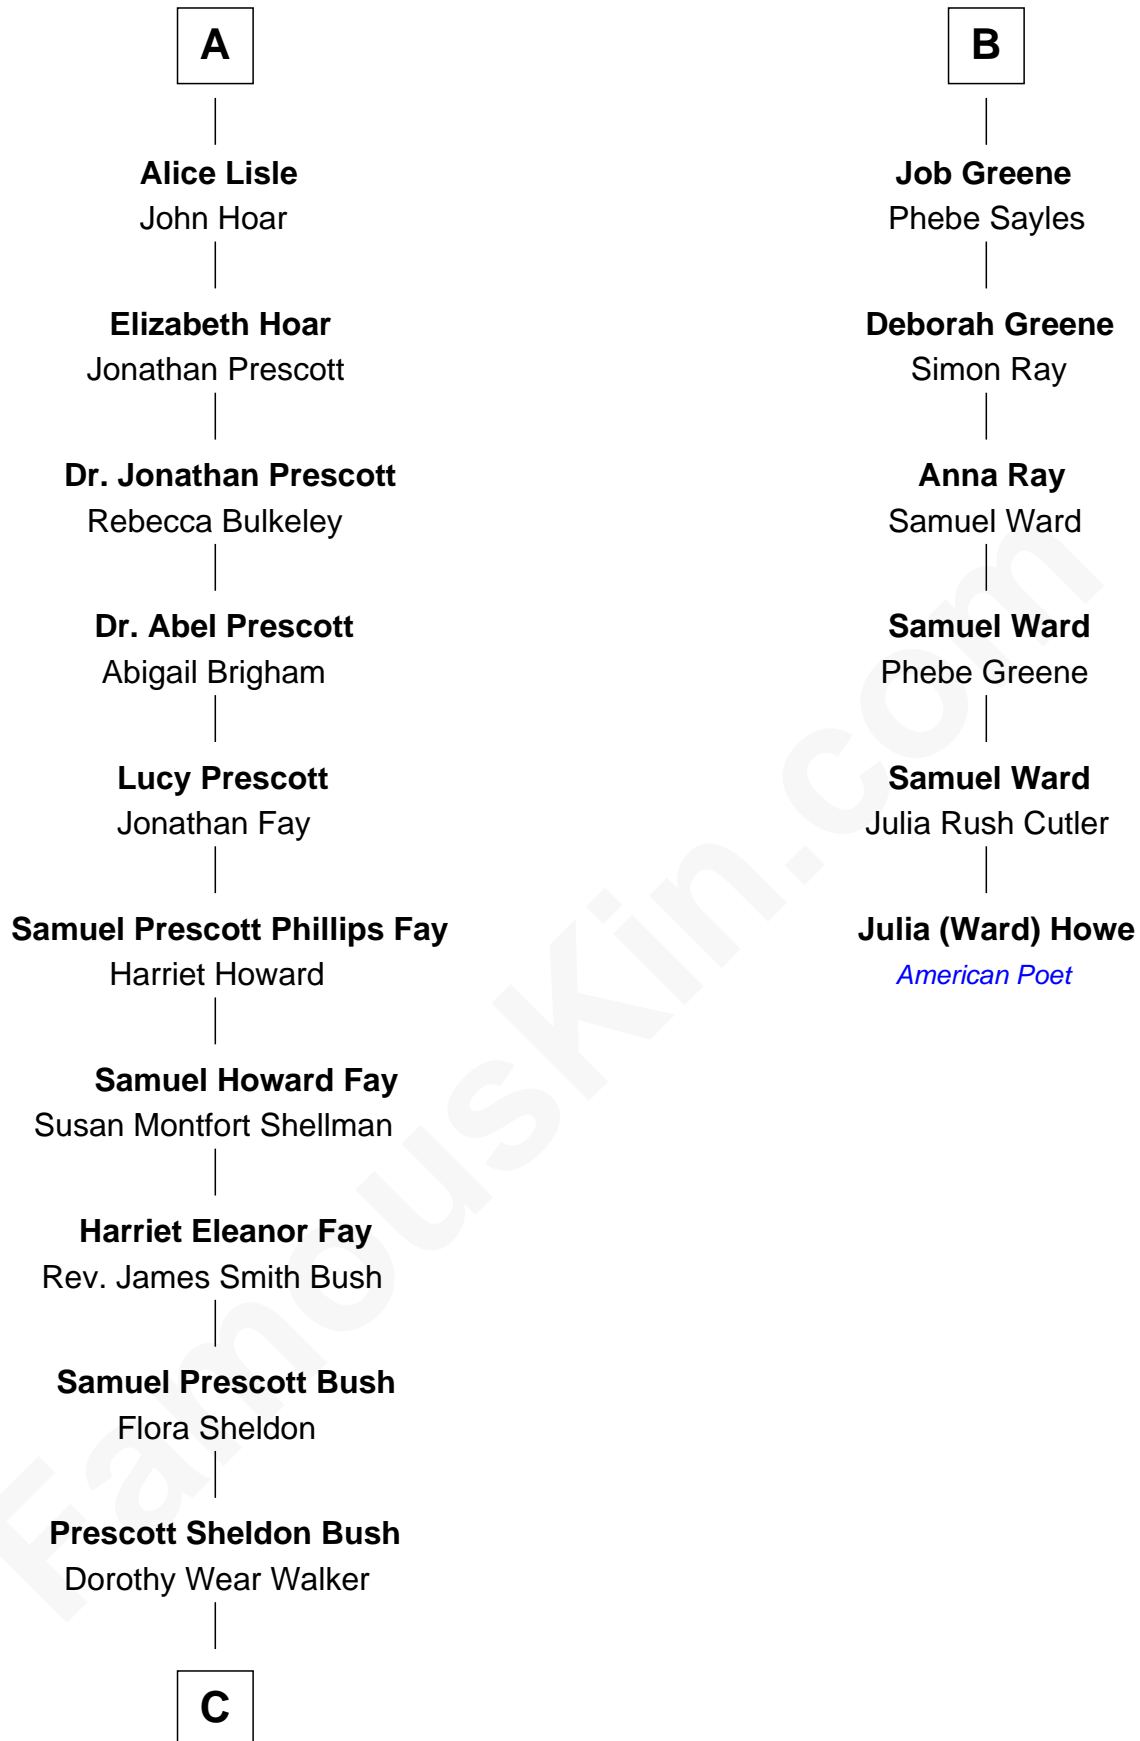 A
Alice Lisle
John Hoar
Elizabeth Hoar
Jonathan Prescott
Dr. Jonathan Prescott
Rebecca Bulkeley
Dr. Abel Prescott
Abigail Brigham
Lucy Prescott
Jonathan Fay
Samuel Prescott Phillips Fay
Harriet Howard
Samuel Howard Fay
Susan Montfort Shellman
Harriet Eleanor Fay
Rev. James Smith Bush
Samuel Prescott Bush
Flora Sheldon
Prescott Sheldon Bush
Dorothy Wear Walker
C
B
Job Greene
Phebe Sayles
Deborah Greene
Simon Ray
Anna Ray
Samuel Ward
Samuel Ward
Phebe Greene
Samuel Ward
Julia Rush Cutler
Julia (Ward) Howe
American Poet
FamousKin.com